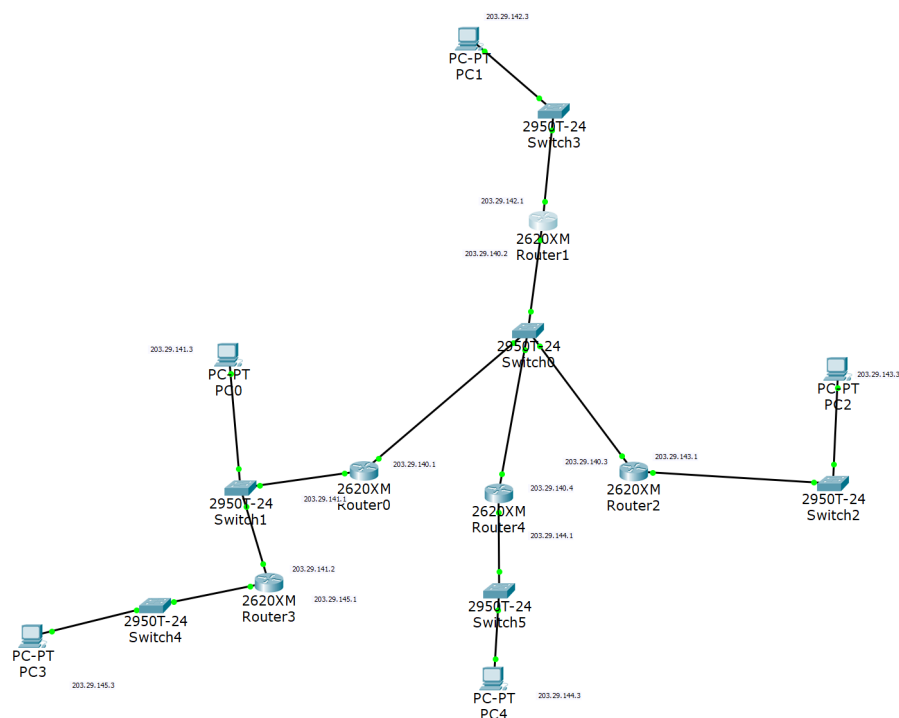 203.29.142.3
PC-PT
PC1
2950T-24
Switch3
203.29.142.1
2620XM
Router1
203.29.140.2
2950T-24
Switch0
203.29.141.3
PC-PT
PC0
PC-PT
PC2
203.29.143.3
203.29.140.1
2620XM
Router0
203.29.141.1
2950T-24
Switch1
203.29.140.3
203.29.143.1
2620XM
Router2
2950T-24
Switch2
203.29.140.4
2620XM
Router4
203.29.144.1
203.29.141.2
2620XM
Router3
203.29.145.1
2950T-24
Switch4
2950T-24
Switch5
PC-PT
PC3
203.29.145.3
PC-PT
PC4
203.29.144.3